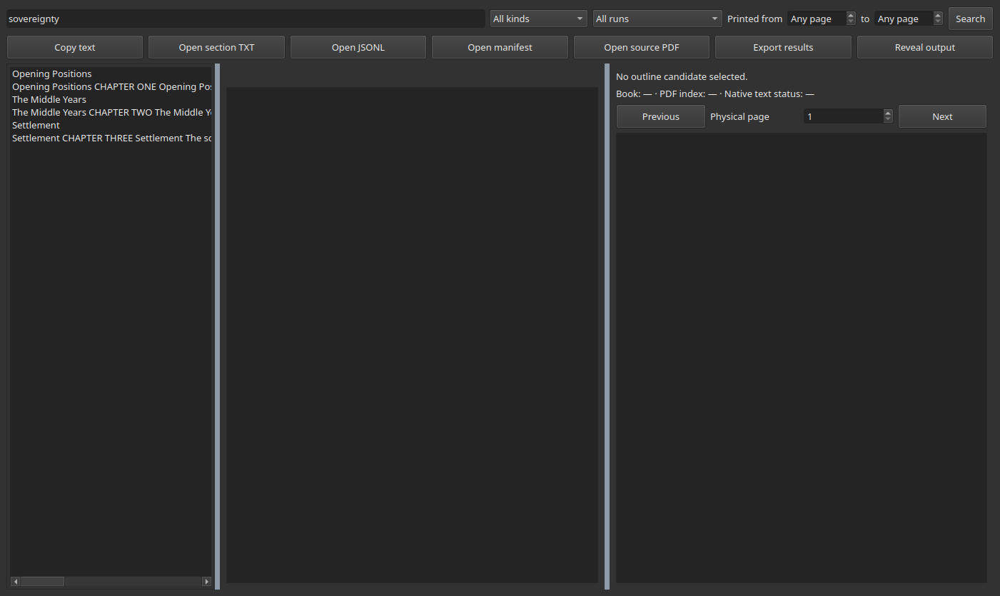 sovereignty All kinds All runs Printed from Any page to Any page Search
Copy text Open section TXT Open JSONL Open manifest Open source PDF Export results Reveal output
Opening Positions
Opening Positions CHAPTER ONE Opening Pos
The Middle Years
The Middle Years CHAPTER TWO The Middle Y
Settlement
Settlement CHAPTER THREE Settlement The sc
No outline candidate selected.
Book: — · PDF index: — · Native text status: —
Previous Physical page 1 Next